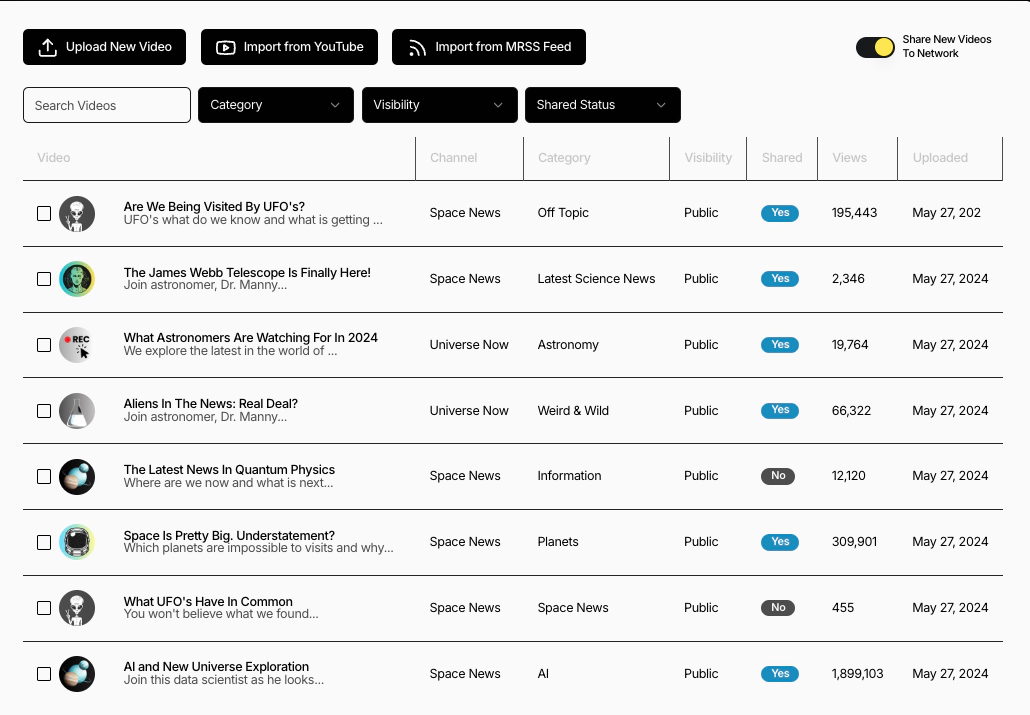 Upload New Video
Import from YouTube
Import from MRSS Feed
Share New Videos
To Network
Search Videos
Category
Visibility
Shared Status
Video Channel Category Visibility Shared Views Uploaded
Are We Being Visited By UFO's?
UFO's what do we know and what is getting ...
Space News Off Topic Public Yes 195,443 May 27, 202
The James Webb Telescope Is Finally Here!
Join astronomer, Dr. Manny...
Space News Latest Science News Public Yes 2,346 May 27, 2024
REC
What Astronomers Are Watching For In 2024
We explore the latest in the world of ...
Universe Now Astronomy Public Yes 19,764 May 27, 2024
Aliens In The News: Real Deal?
Join astronomer, Dr. Manny...
Universe Now Weird & Wild Public Yes 66,322 May 27, 2024
The Latest News In Quantum Physics
Where are we now and what is next...
Space News Information Public No 12,120 May 27, 2024
Space Is Pretty Big. Understatement?
Which planets are impossible to visits and why...
Space News Planets Public Yes 309,901 May 27, 2024
What UFO's Have In Common
You won't believe what we found...
Space News Space News Public No 455 May 27, 2024
AI and New Universe Exploration
Join this data scientist as he looks...
Space News AI Public Yes 1,899,103 May 27, 2024